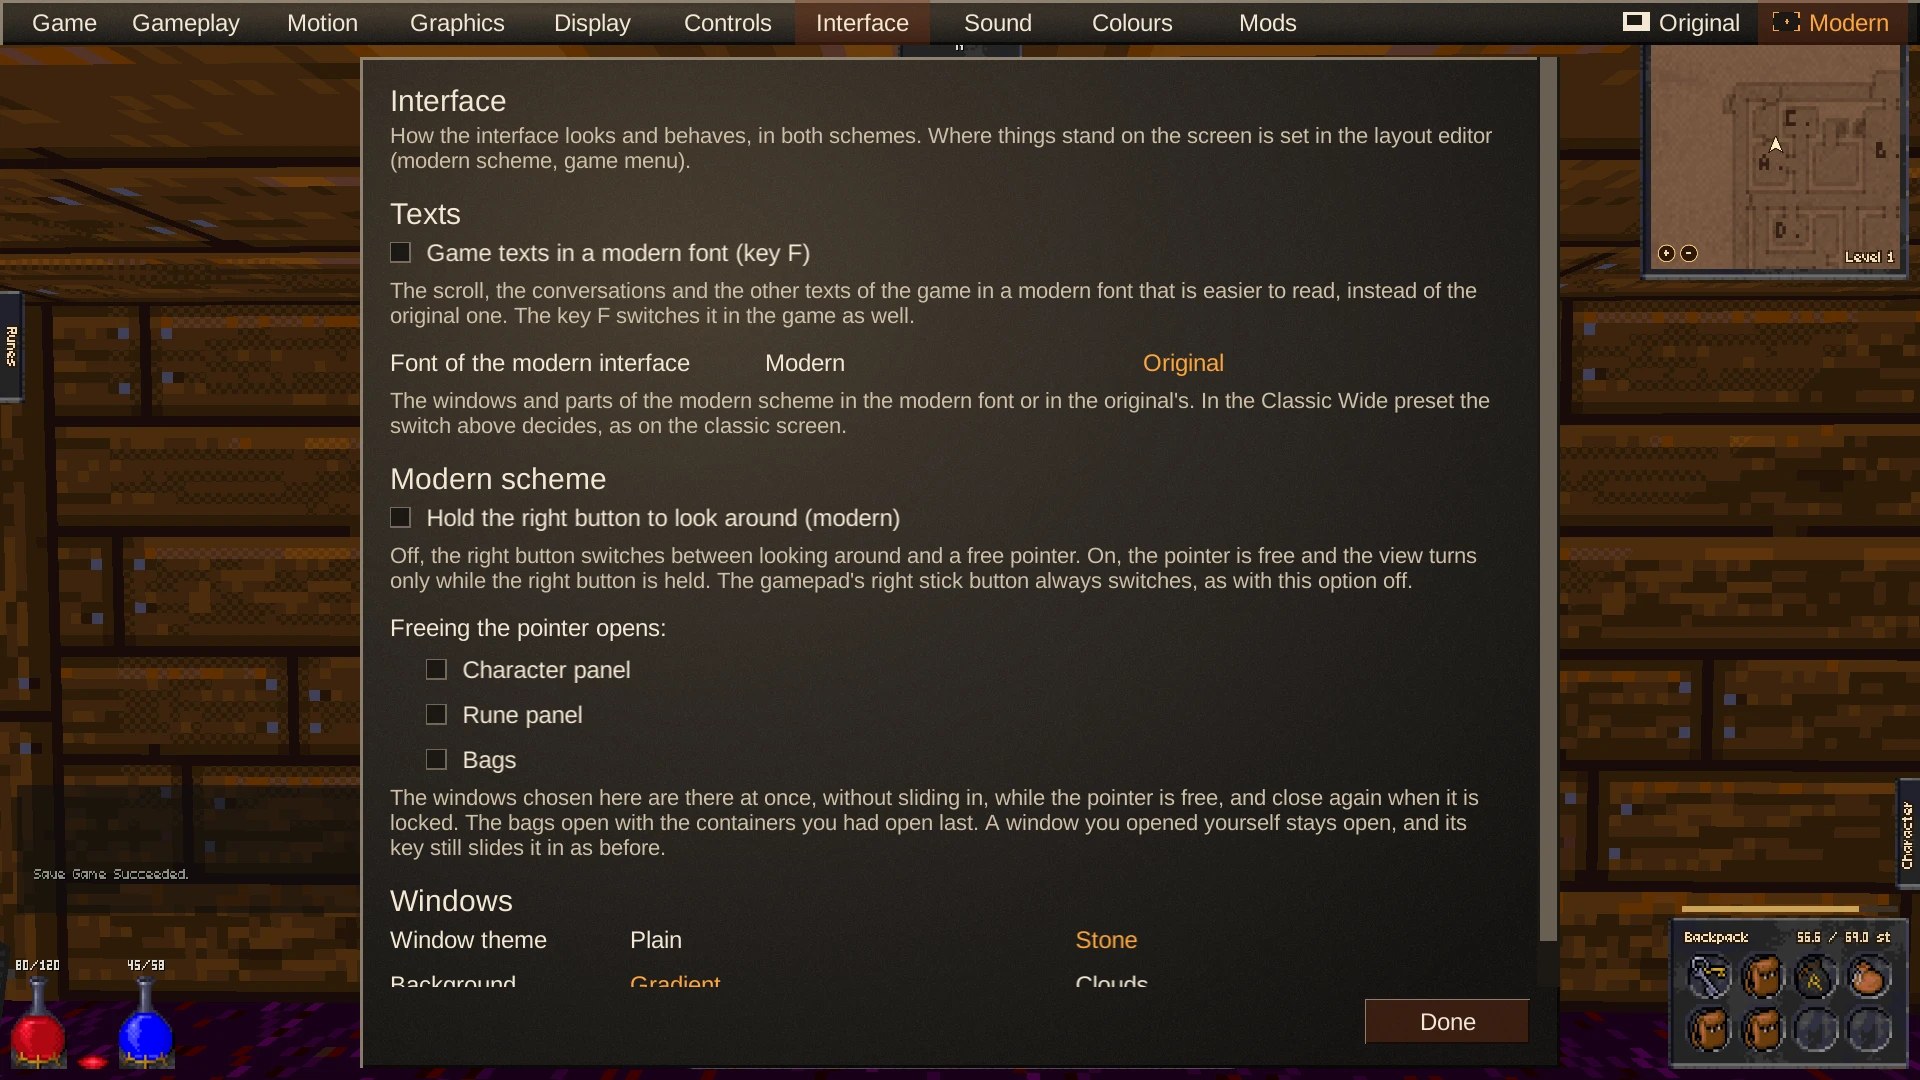 Game Gameplay Motion Graphics Display Controls Interface Sound Colours Mods Original Modern
Interface
How the interface looks and behaves, in both schemes. Where things stand on the screen is set in the layout editor
(modern scheme, game menu).
Texts
Game texts in a modern font (key F)
The scroll, the conversations and the other texts of the game in a modern font that is easier to read, instead of the
original one. The key F switches it in the game as well.
Font of the modern interface Modern Original
The windows and parts of the modern scheme in the modern font or in the original's. In the Classic Wide preset the
switch above decides, as on the classic screen.
Modern scheme
Hold the right button to look around (modern)
Off, the right button switches between looking around and a free pointer. On, the pointer is free and the view turns
only while the right button is held. The gamepad's right stick button always switches, as with this option off.
Freeing the pointer opens:
Character panel
Rune panel
Bags
The windows chosen here are there at once, without sliding in, while the pointer is free, and close again when it is
locked. The bags open with the containers you had open last. A window you opened yourself stays open, and its
key still slides it in as before.
Windows
Window theme Plain Stone
Background Gradient Clouds
Done
C.
A.
B.
D.
Level 1
Runes
Character
Save Game Succeeded.
80/120 45/58
Backpack 56.6 / 69.0 st